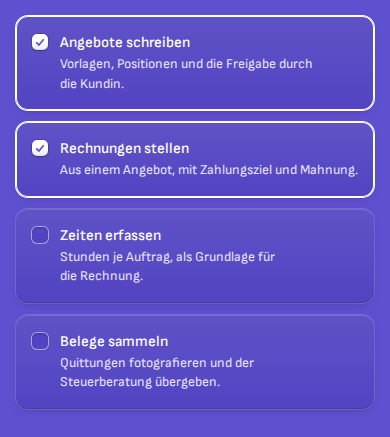 Angebote schreiben
Vorlagen, Positionen und die Freigabe durch
die Kundin.
Rechnungen stellen
Aus einem Angebot, mit Zahlungsziel und Mahnung.
Zeiten erfassen
Stunden je Auftrag, als Grundlage für
die Rechnung.
Belege sammeln
Quittungen fotografieren und der
Steuerberatung übergeben.